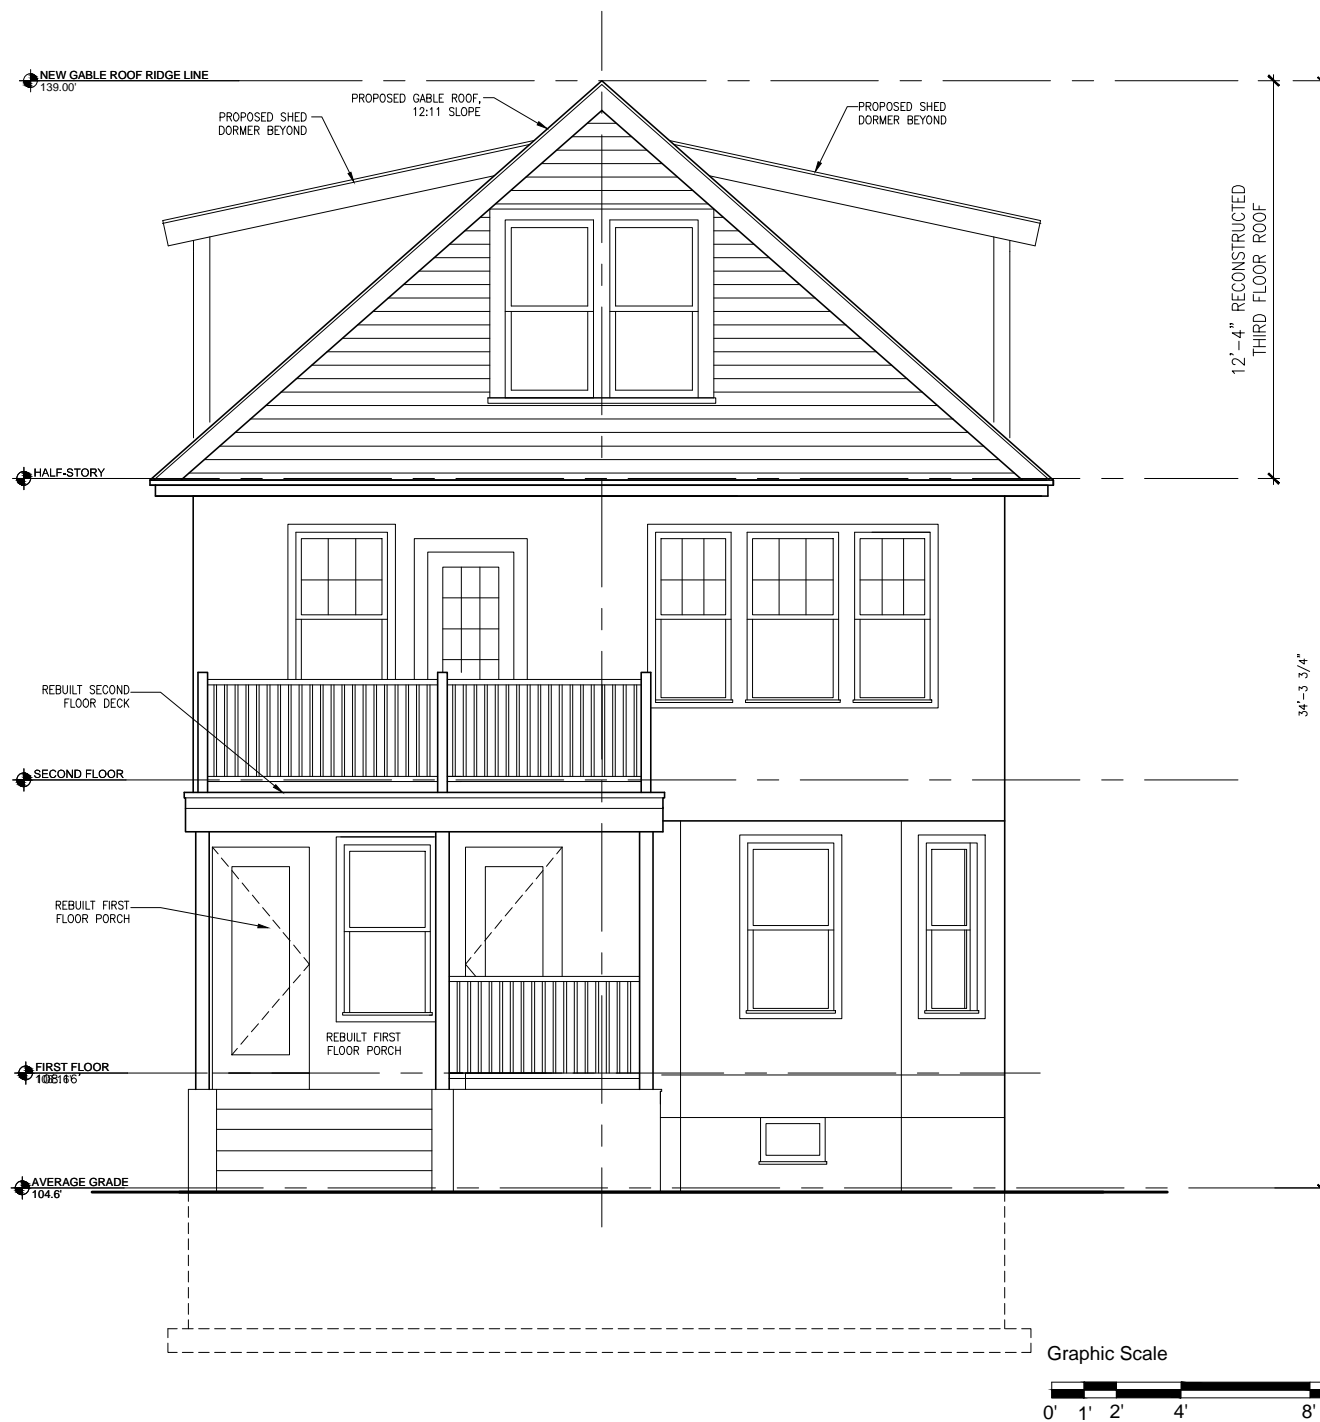 NEW GABLE ROOF RIDGE LINE
139.00'
PROPOSED GABLE ROOF,
12:11 SLOPE
PROPOSED SHED
DORMER BEYOND
PROPOSED SHED
DORMER BEYOND
12'-4" RECONSTRUCTED
THIRD FLOOR ROOF
HALF-STORY
34'-3 3/4"
REBUILT SECOND
FLOOR DECK
SECOND FLOOR
REBUILT FIRST
FLOOR PORCH
REBUILT FIRST
FLOOR PORCH
FIRST FLOOR
AVERAGE GRADE
104.6'
Graphic Scale
0' 1' 2' 4' 8'